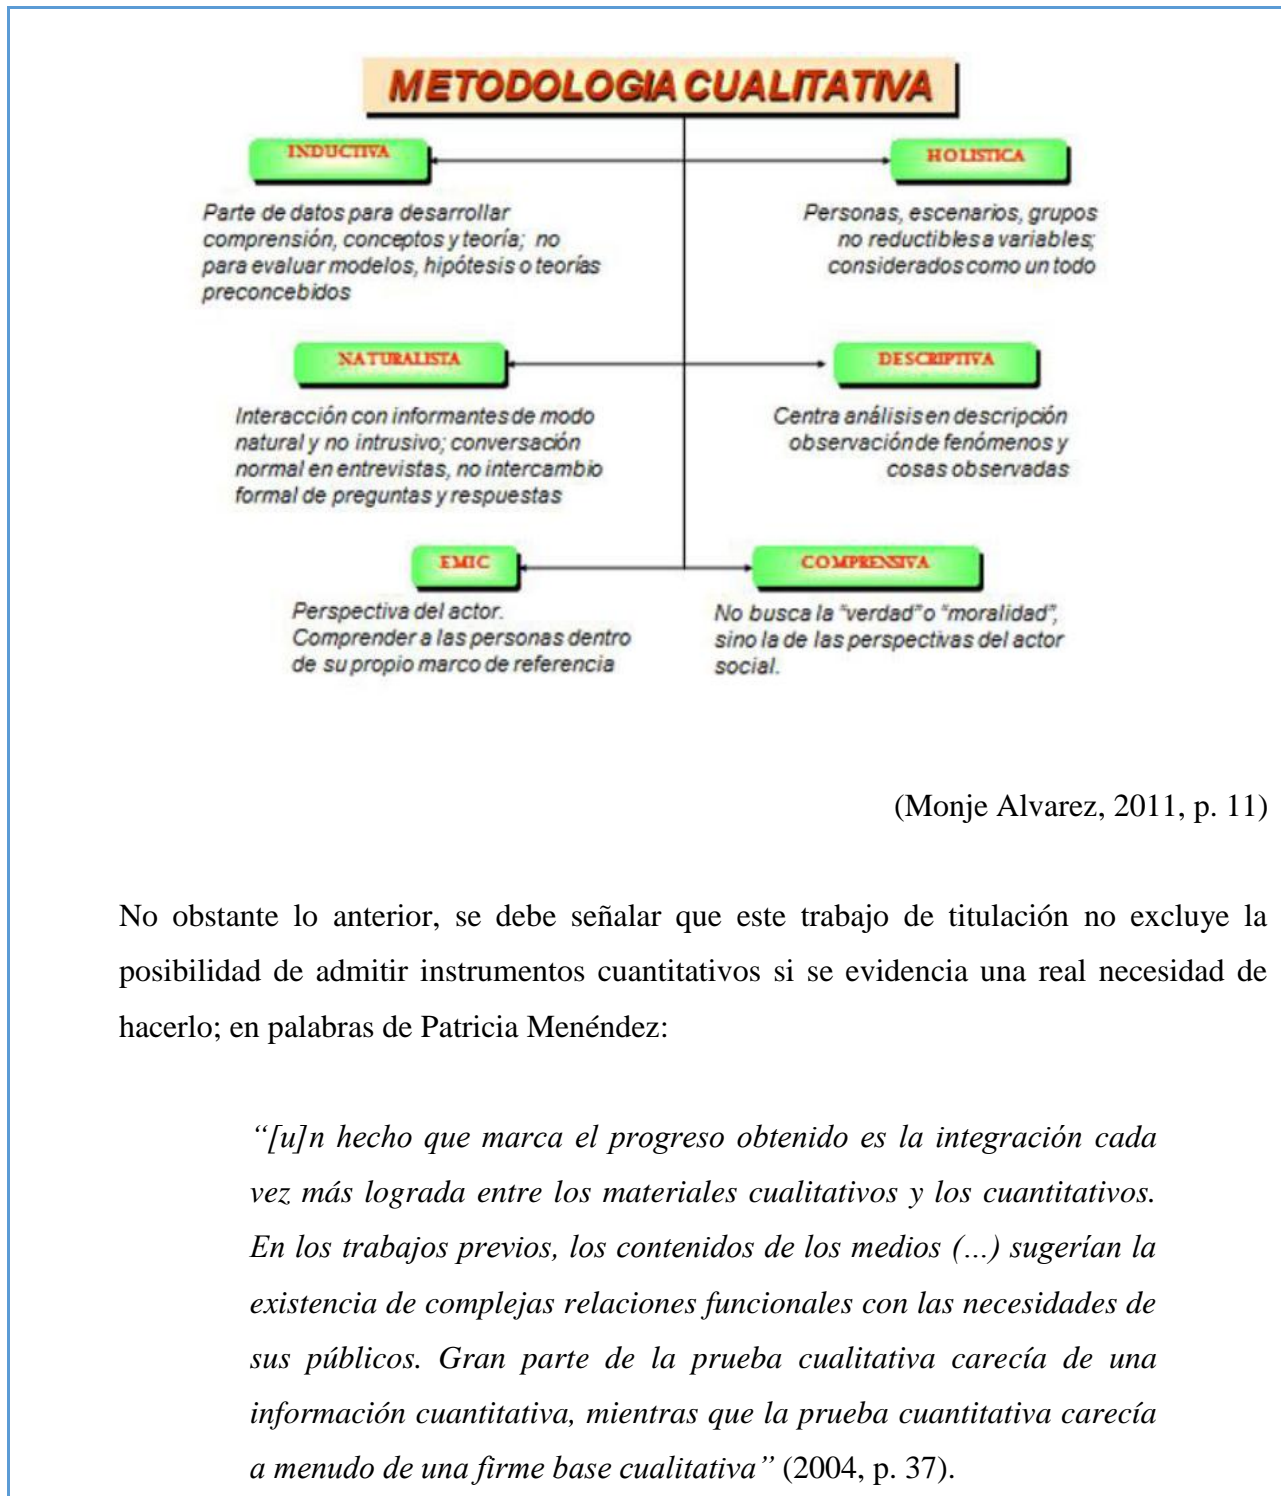 METODOLOGIA CUALITATIVA
INDUCTIVA
Parte de datos para desarrollar
comprensión, conceptos y teoría; no
para evaluar modelos, hipótesis o teorías
preconcebidos
HOLISTICA
Personas, escenarios, grupos
no reductibles a variables;
considerados como un todo
NATURALISTA
Interacción con informantes de modo
natural y no intrusivo; conversación
normal en entrevistas, no intercambio
formal de preguntas y respuestas
DESCRIPTIVA
Centra análisis en descripción
observación de fenómenos y
cosas observadas
EMIC
Perspectiva del actor.
Comprender a las personas dentro
de su propio marco de referencia
COMPRENSIVA
No busca la “verdad” o “moralidad”,
sino la de las perspectivas del actor
social.
(Monje Alvarez, 2011, p. 11)
No obstante lo anterior, se debe señalar que este trabajo de titulación no excluye la
posibilidad de admitir instrumentos cuantitativos si se evidencia una real necesidad de
hacerlo; en palabras de Patricia Menéndez:
“[u]n hecho que marca el progreso obtenido es la integración cada
vez más lograda entre los materiales cualitativos y los cuantitativos.
En los trabajos previos, los contenidos de los medios (...) sugerían la
existencia de complejas relaciones funcionales con las necesidades de
sus públicos. Gran parte de la prueba cualitativa carecía de una
información cuantitativa, mientras que la prueba cuantitativa carecía
a menudo de una firme base cualitativa” (2004, p. 37).